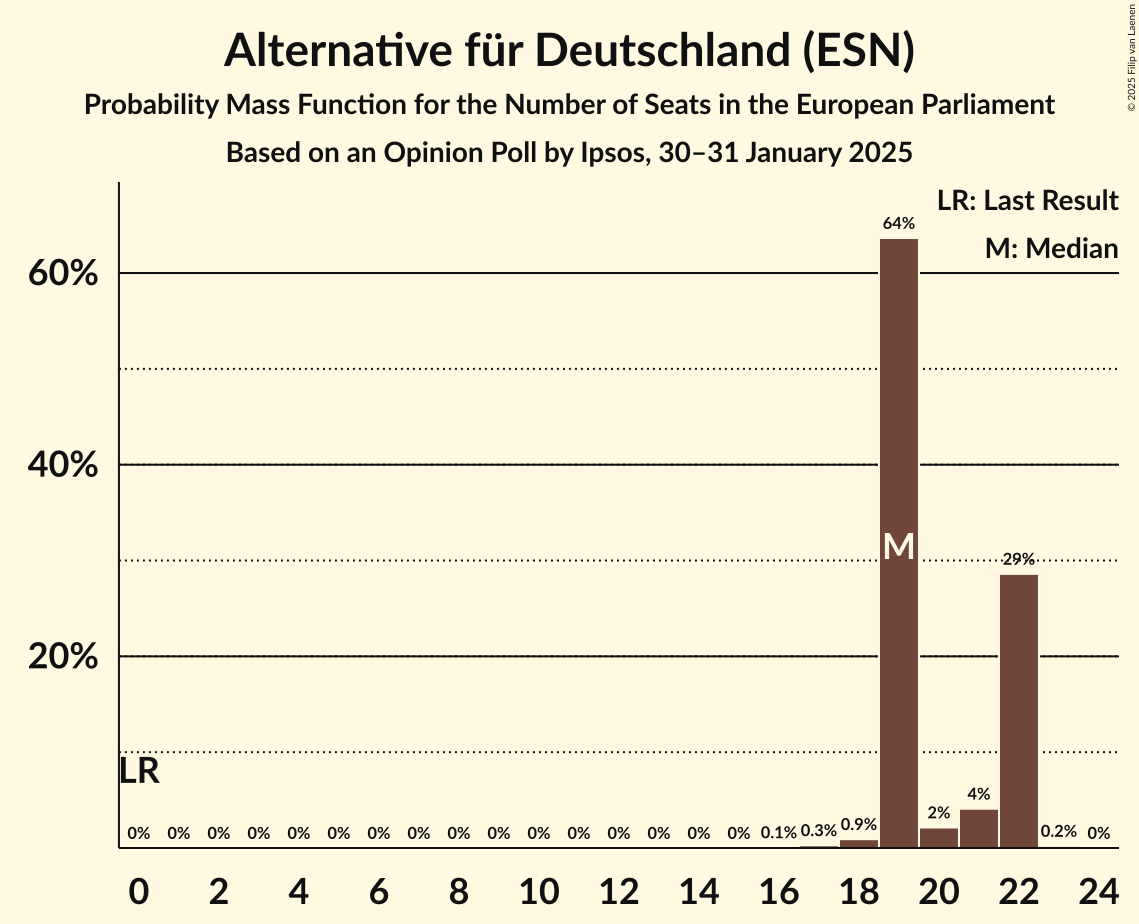 Alternative für Deutschland (ESN)
Probability Mass Function for the Number of Seats in the European Parliament
Based on an Opinion Poll by Ipsos, 30–31 January 2025
© 2025 Filip van Laenen
LR: Last Result
M: Median
64%
60%
40%
M
29%
20%
LR
4%
2%
0% 0% 0% 0% 0% 0% 0% 0% 0% 0% 0% 0% 0% 0% 0% 0% 0.1% 0.3% 0.9% 0.2% 0%
0 2 4 6 8 10 12 14 16 18 20 22 24